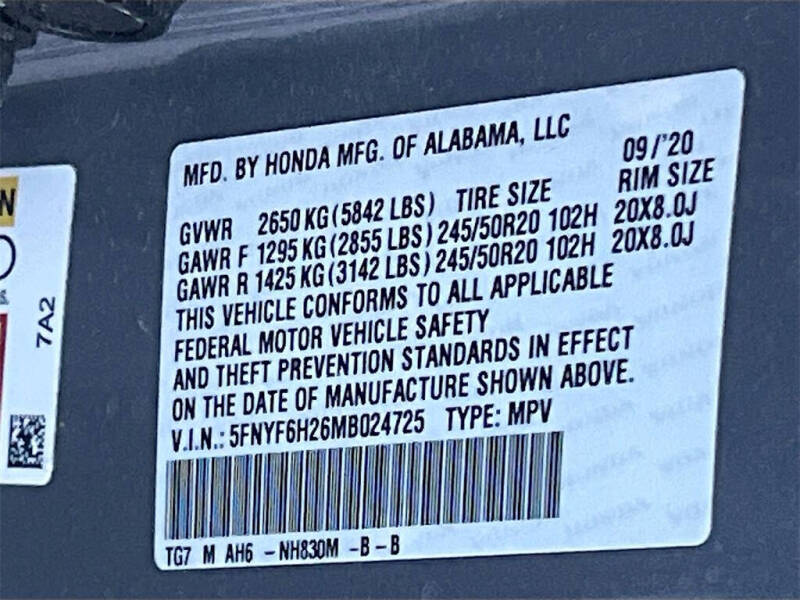 MFD. BY HONDA MFG. OF ALABAMA, LLC 09/'20
GVWR 2650 KG (5842 LBS) TIRE SIZE RIM SIZE
GAWR F 1295 KG (2855 LBS) 245/50R20 102H 20X8.0J
GAWR R 1425 KG (3142 LBS) 245/50R20 102H 20X8.0J
THIS VEHICLE CONFORMS TO ALL APPLICABLE
FEDERAL MOTOR VEHICLE SAFETY
AND THEFT PREVENTION STANDARDS IN EFFECT
ON THE DATE OF MANUFACTURE SHOWN ABOVE.
V.I.N.: 5FNYF6H26MB024725 TYPE: MPV
TG7 M AH6 -NH830M -B -B
7A2